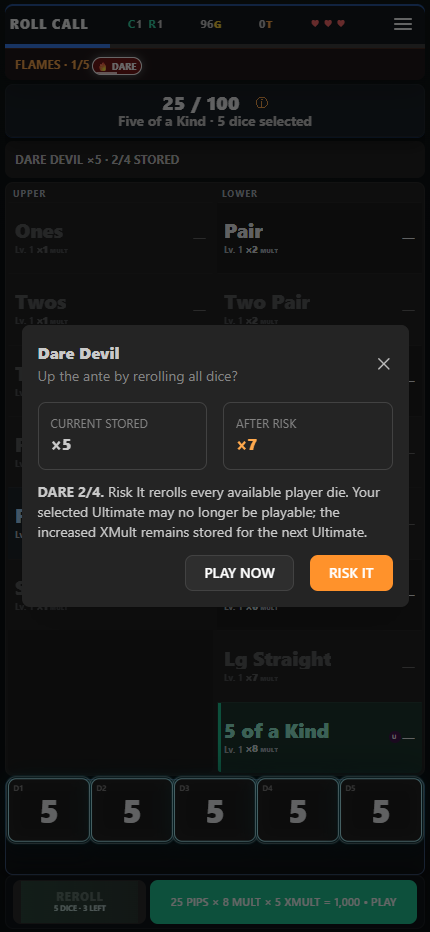 ROLL CALL C1 R1 96G 0T
FLAMES · 1/5 DARE
25 / 100
Five of a Kind · 5 dice selected
DARE DEVIL ×5 · 2/4 STORED
UPPER LOWER
Ones — Pair —
Lv. 1 ×1 MULT Lv. 1 ×2 MULT
Twos Two Pair
Lv. 1 ×1 MULT Lv. 1 ×2 MULT
Dare Devil
Up the ante by rerolling all dice?
CURRENT STORED AFTER RISK
×5 ×7
DARE 2/4. Risk It rerolls every available player die. Your
selected Ultimate may no longer be playable; the
increased XMult remains stored for the next Ultimate.
PLAY NOW RISK IT
Lg Straight —
Lv. 1 ×7 MULT
5 of a Kind U —
Lv. 1 ×8 MULT
D1 D2 D3 D4 D5
5 5 5 5 5
REROLL
5 DICE · 3 LEFT
25 PIPS × 8 MULT × 5 XMULT = 1,000 • PLAY